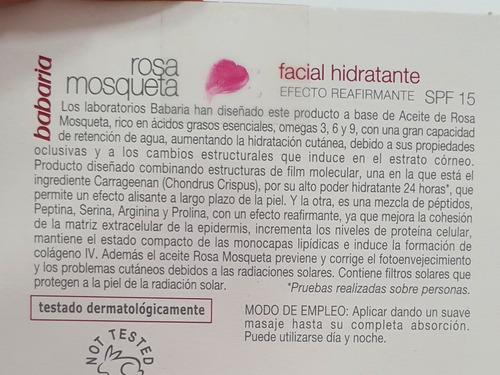 babaria
rosa
mosqueta
facial hidratante
EFECTO REAFIRMANTE SPF 15
Los laboratorios Babaria han diseñado este producto a base de Aceite de Rosa
Mosqueta, rico en ácidos grasos esenciales, omegas 3, 6 y 9, con una gran capacidad
de retención de agua, aumentando la hidratación cutánea, debido a sus propiedades
oclusivas y a los cambios estructurales que induce en el estrato córneo.
Producto diseñado combinando estructuras de film molecular, una en la que está el
ingrediente Carrageenan (Chondrus Crispus), por su alto poder hidratante 24 horas*, que
permite un efecto alisante a largo plazo de la piel. Y la otra, es una mezcla de péptidos,
Peptina, Serina, Arginina y Prolina, con un efecto reafirmante, ya que mejora la cohesión
de la matriz extracelular de la epidermis, incrementa los niveles de proteína celular,
mantiene el estado compacto de las monocapas lipídicas e induce la formación de
colágeno IV. Además el aceite Rosa Mosqueta previene y corrige el fotoenvejecimiento
y los problemas cutáneos debidos a las radiaciones solares. Contiene filtros solares que
protegen a la piel de la radiación solar.
*Pruebas realizadas sobre personas.
testado dermatológicamente
MODO DE EMPLEO: Aplicar dando un suave
masaje hasta su completa absorción.
Puede utilizarse día y noche.
NOT TESTED